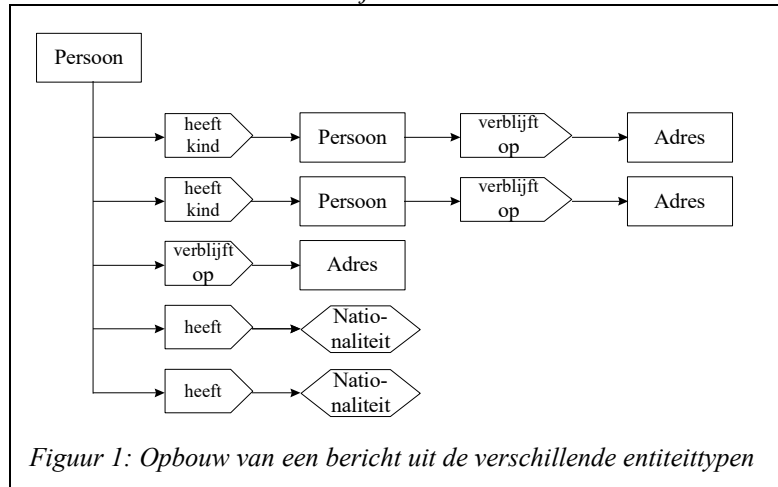 Persoon
heeft
kind
Persoon
verblijft
op
Adres
heeft
kind
Persoon
verblijft
op
Adres
verblijft
op
Adres
heeft
Natio-
naliteit
heeft
Natio-
naliteit
Figuur 1: Opbouw van een bericht uit de verschillende entiteittypen